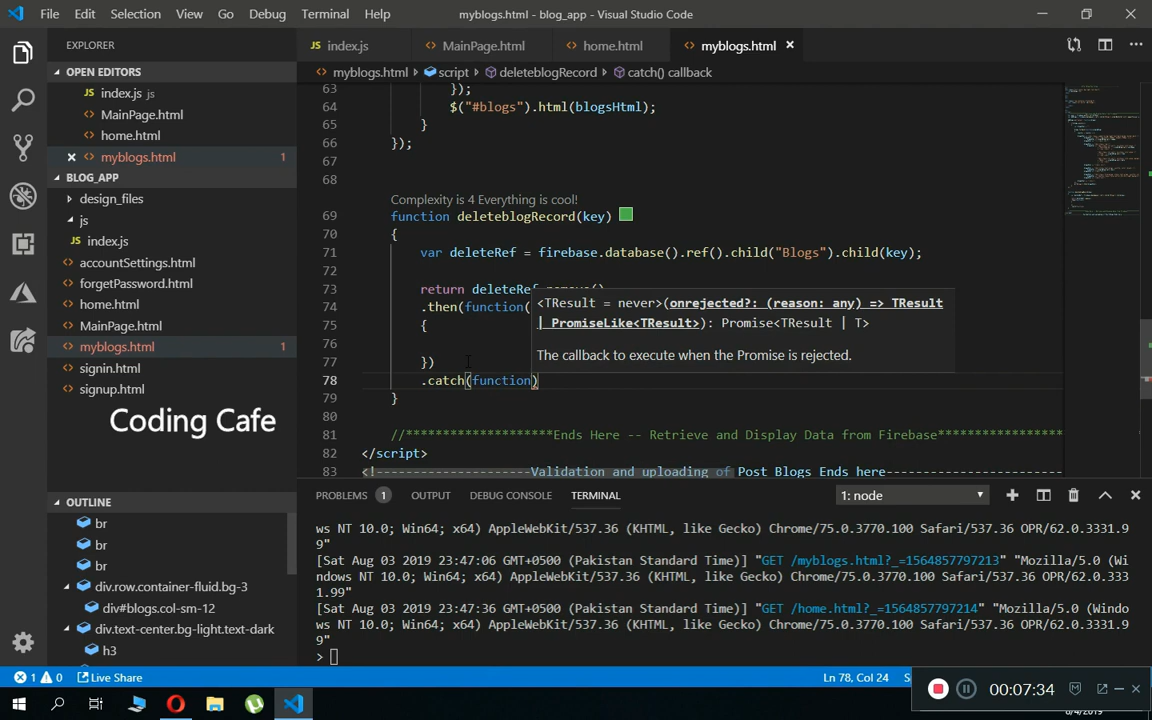 File Edit Selection View Go Debug Terminal Help myblogs.html - blog_app - Visual Studio Code
EXPLORER
JS index.js
<> MainPage.html
<> home.html
<> myblogs.html ×
OPEN EDITORS
JS index.js js
<> MainPage.html
<> home.html
× <> myblogs.html 1
BLOG_APP
design_files
js
JS index.js
<> accountSettings.html
<> forgetPassword.html
<> home.html
<> MainPage.html
<> myblogs.html 1
<> signin.html
<> signup.html
Coding Cafe
OUTLINE
br
br
br
div.row.container-fluid.bg-3
div#blogs.col-sm-12
div.text-center.bg-light.text-dark
h3
<> myblogs.html › script › deleteblogRecord › catch() callback
63 });
64 $("#blogs").html(blogsHtml);
65 }
66 });
67
68
Complexity is 4 Everything is cool!
69 function deleteblogRecord(key)
70 {
71 var deleteRef = firebase.database().ref().child("Blogs").child(key);
72
73 return deleteRef.remove()
74 .then(function(
75 {
76
77 })
78 .catch(function)
79 }
80
81 //********************Ends Here -- Retrieve and Display Data from Firebase*****************
82 </script>
83 <!---------------------Validation and uploading of Post Blogs Ends here------------------------
<TResult = never>(onrejected?: (reason: any) => TResult
| PromiseLike<TResult>): Promise<TResult | T>
The callback to execute when the Promise is rejected.
PROBLEMS 1 OUTPUT DEBUG CONSOLE TERMINAL 1: node
ws NT 10.0; Win64; x64) AppleWebKit/537.36 (KHTML, like Gecko) Chrome/75.0.3770.100 Safari/537.36 OPR/62.0.3331.9
9"
[Sat Aug 03 2019 23:47:06 GMT+0500 (Pakistan Standard Time)] "GET /myblogs.html?_=1564857797213" "Mozilla/5.0 (Wi
ndows NT 10.0; Win64; x64) AppleWebKit/537.36 (KHTML, like Gecko) Chrome/75.0.3770.100 Safari/537.36 OPR/62.0.333
1.99"
[Sat Aug 03 2019 23:47:36 GMT+0500 (Pakistan Standard Time)] "GET /home.html?_=1564857797214" "Mozilla/5.0 (Windo
ws NT 10.0; Win64; x64) AppleWebKit/537.36 (KHTML, like Gecko) Chrome/75.0.3770.100 Safari/537.36 OPR/62.0.3331.9
9"
>
1 0 Live Share Ln 78, Col 24
00:07:34
8/4/2019